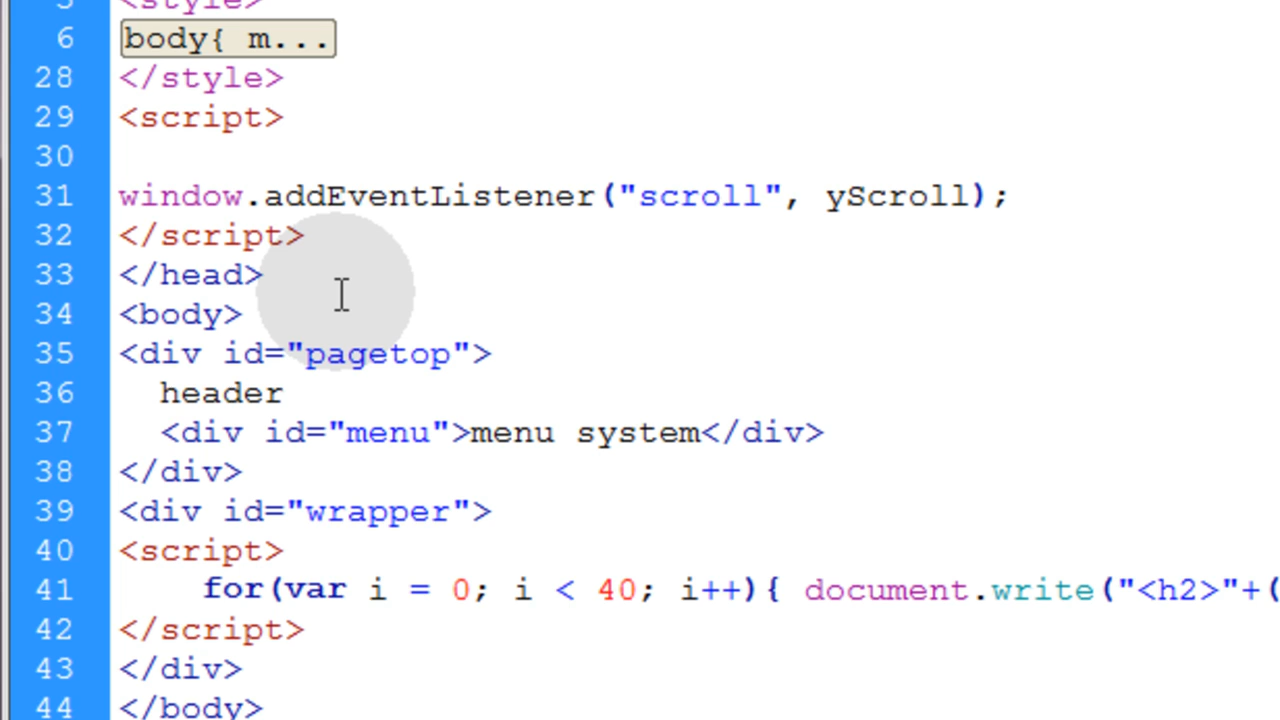 5 <style>
6 body{ m...
28 </style>
29 <script>
30
31 window.addEventListener("scroll", yScroll);
32 </script>
33 </head>
34 <body>
35 <div id="pagetop">
36   header
37   <div id="menu">menu system</div>
38 </div>
39 <div id="wrapper">
40 <script>
41     for(var i = 0; i < 40; i++){ document.write("<h2>"+(
42 </script>
43 </div>
44 </body>